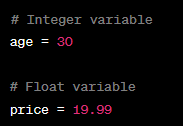 # Integer variable
age = 30
# Float variable
price = 19.99